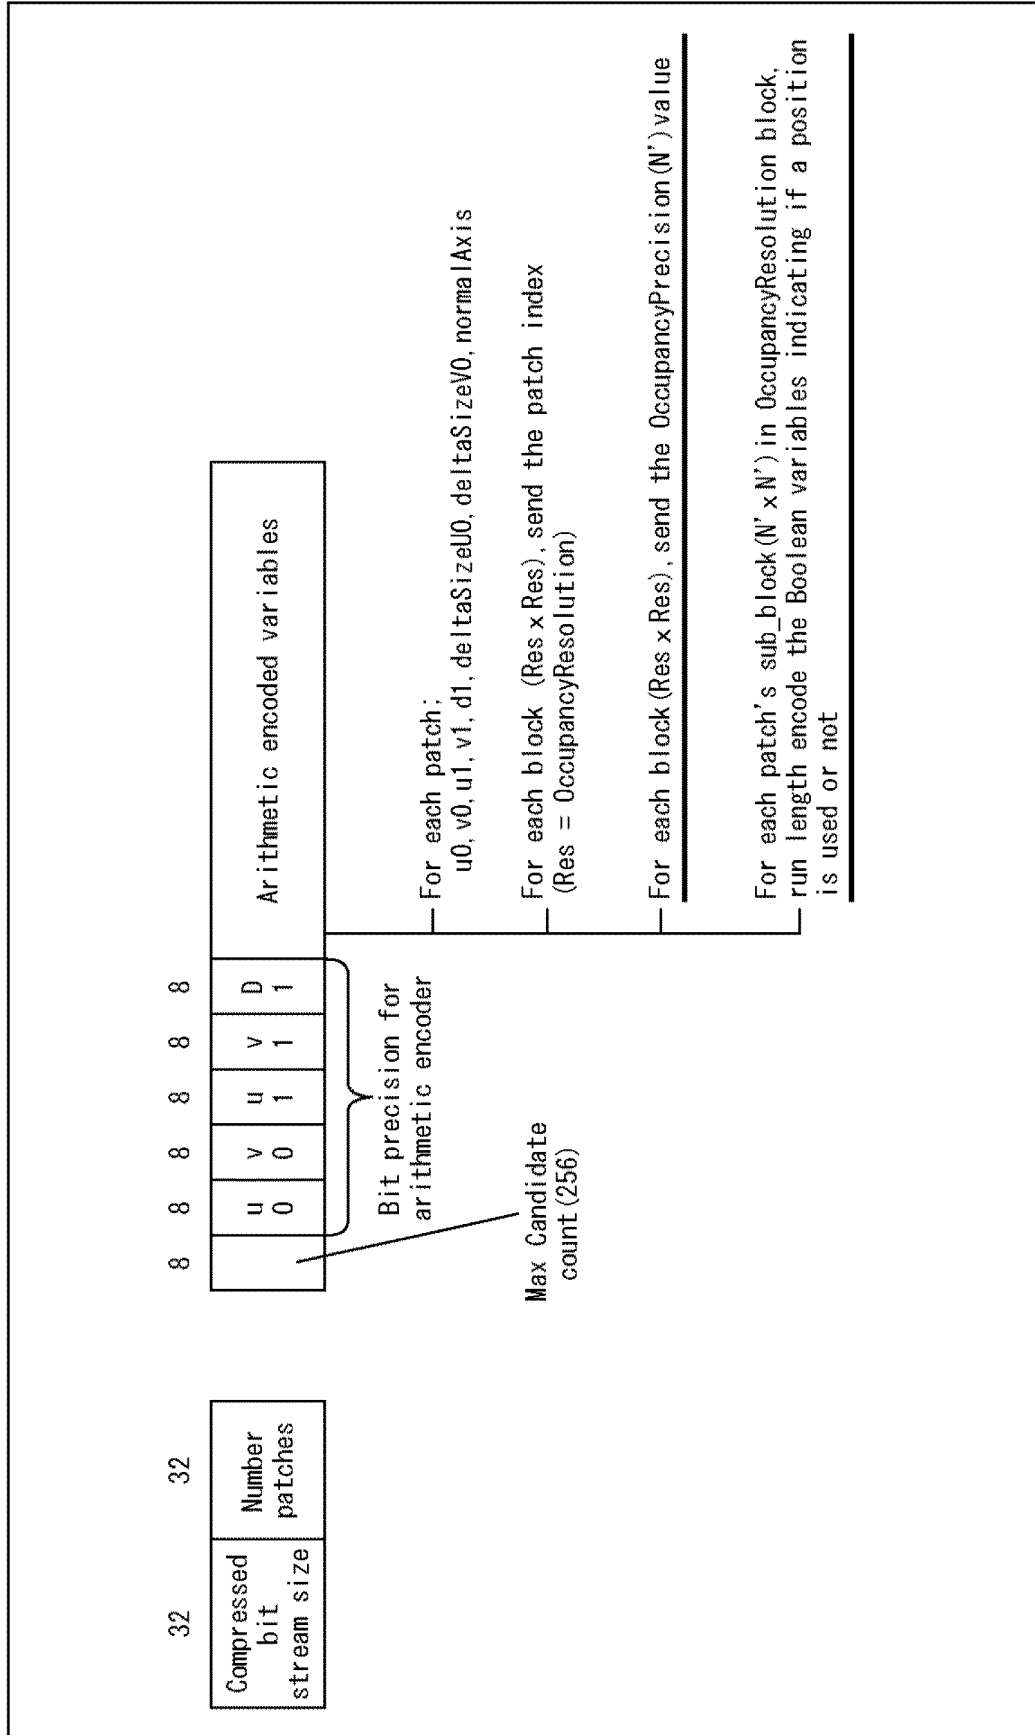 32 32 8 8 8 8 8 8
Compressed
bit
stream size
Number
patches
u
0
v
0
u
1
v
1
D
1
Arithmetic encoded variables
Bit precision for
arithmetic encoder
Max Candidate
count(256)
For each patch;
u0, v0, u1, v1, d1, deltaSizeU0, deltaSizeV0, normalAxis
For each block (Res x Res), send the patch index
(Res = OccupancyResolution)
For each block(Res x Res), send the OccupancyPrecision(N')value
For each patch's sub_block(N' x N')in OccupancyResolution block,
run length encode the Boolean variables indicating if a position
is used or not